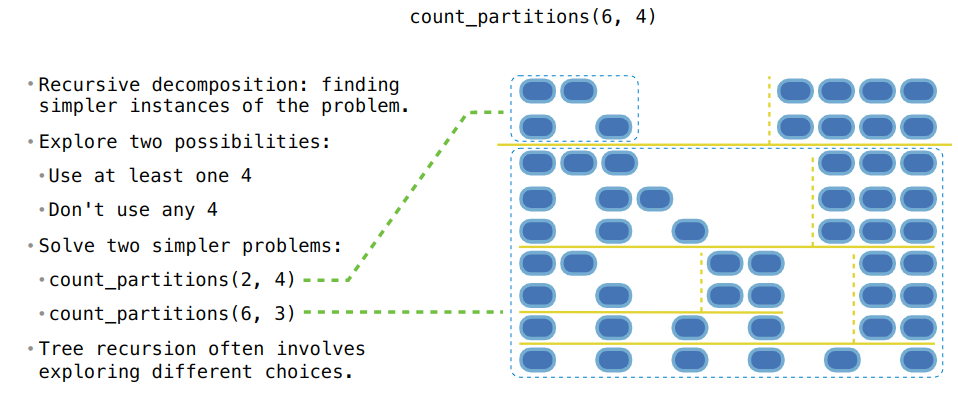 count_partitions(6, 4)
•Recursive decomposition: finding
simpler instances of the problem.
•Explore two possibilities:
•Use at least one 4
•Don't use any 4
•Solve two simpler problems:
•count_partitions(2, 4)
•count_partitions(6, 3)
•Tree recursion often involves
exploring different choices.